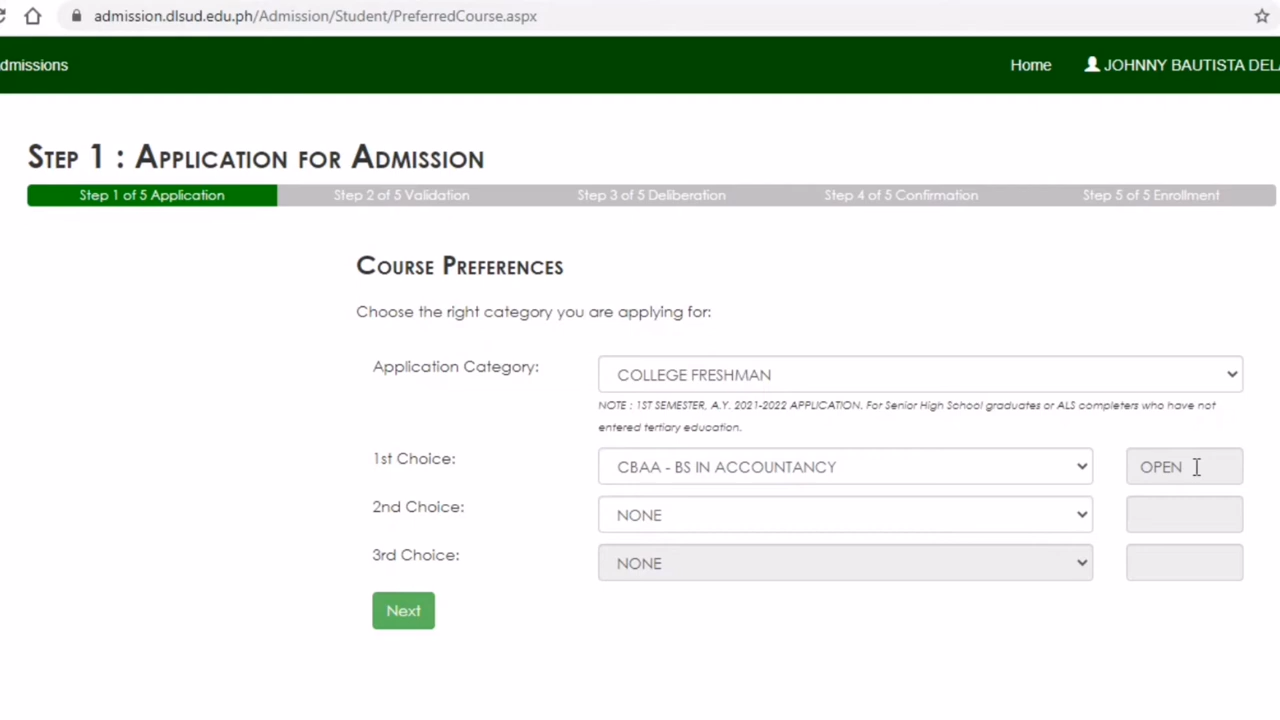 admission.dlsud.edu.ph/Admission/Student/PreferredCourse.aspx
dmissions
Home
JOHNNY BAUTISTA DEL
Step 1 : Application for Admission
Step 1 of 5 Application
Step 2 of 5 Validation
Step 3 of 5 Deliberation
Step 4 of 5 Confirmation
Step 5 of 5 Enrollment
Course Preferences
Choose the right category you are applying for:
Application Category:
COLLEGE FRESHMAN
NOTE : 1ST SEMESTER, A.Y. 2021-2022 APPLICATION. For Senior High School graduates or ALS completers who have not
entered tertiary education.
1st Choice:
CBAA - BS IN ACCOUNTANCY
OPEN
2nd Choice:
NONE
3rd Choice:
NONE
Next